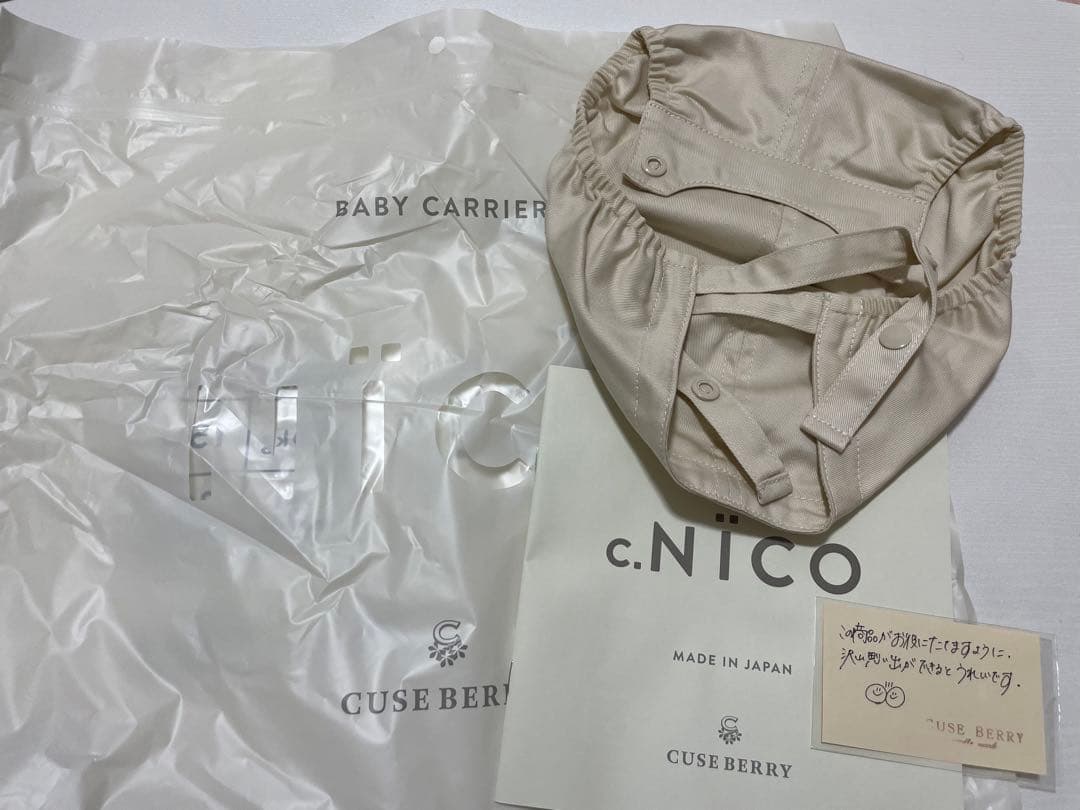 BABY CARRIER
NÏC
C
CUSE BERR
c.NÏCO
MADE IN JAPAN
C
CUSE BERRY
この商品がお役にたてますように。
沢山思い出ができるとうれしいです。
CUSE BERRY